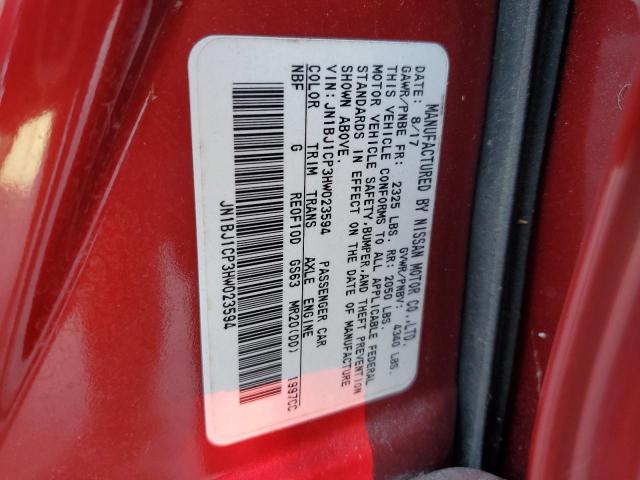 MANUFACTURED BY NISSAN MOTOR CO.,LTD.
DATE: 8/17 GVWR/PNBV: 4340 LBS.
GAWR/PNBE FR: 2325 LBS. RR: 2050 LBS.
THIS VEHICLE CONFORMS TO ALL APPLICABLE FEDERAL
MOTOR VEHICLE SAFETY,BUMPER,AND THEFT PREVENTION
STANDARDS IN EFFECT ON THE DATE OF MANUFACTURE
SHOWN ABOVE.
VIN:JN1BJ1CP3HW023594 PASSENGER CAR
COLOR TRIM TRANS AXLE ENGINE
NBF G RE0F10D GS63 MR20(DD) 1997CC
JN1BJ1CP3HW023594